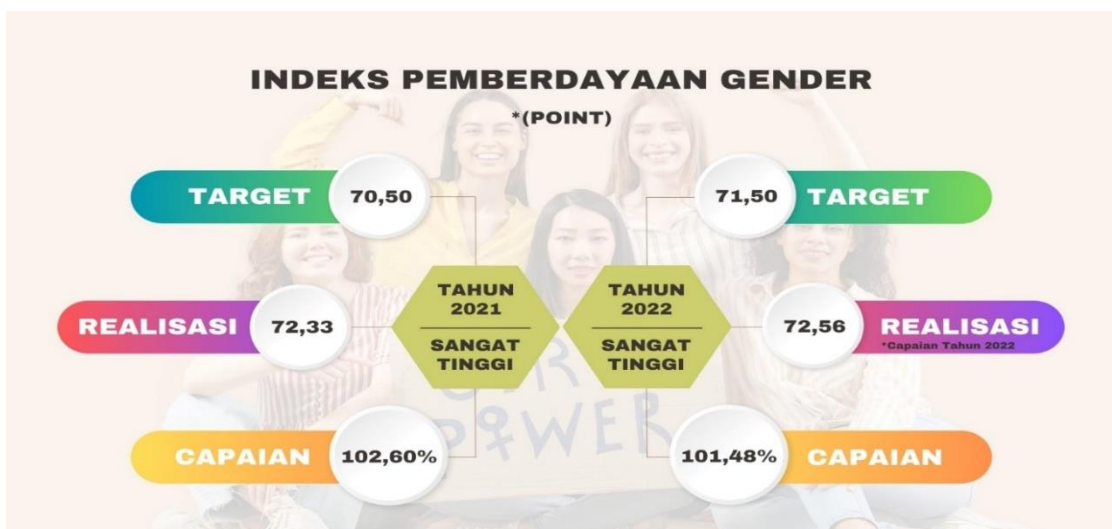 INDEKS PEMBERDAYAAN GENDER
*(POINT)
TARGET 70,50
71,50 TARGET
TAHUN
2021
SANGAT
TINGGI
TAHUN
2022
SANGAT
TINGGI
REALISASI 72,33
72,56 REALISASI
*Capaian Tahun 2022
CAPAIAN 102,60%
101,48% CAPAIAN
POWER